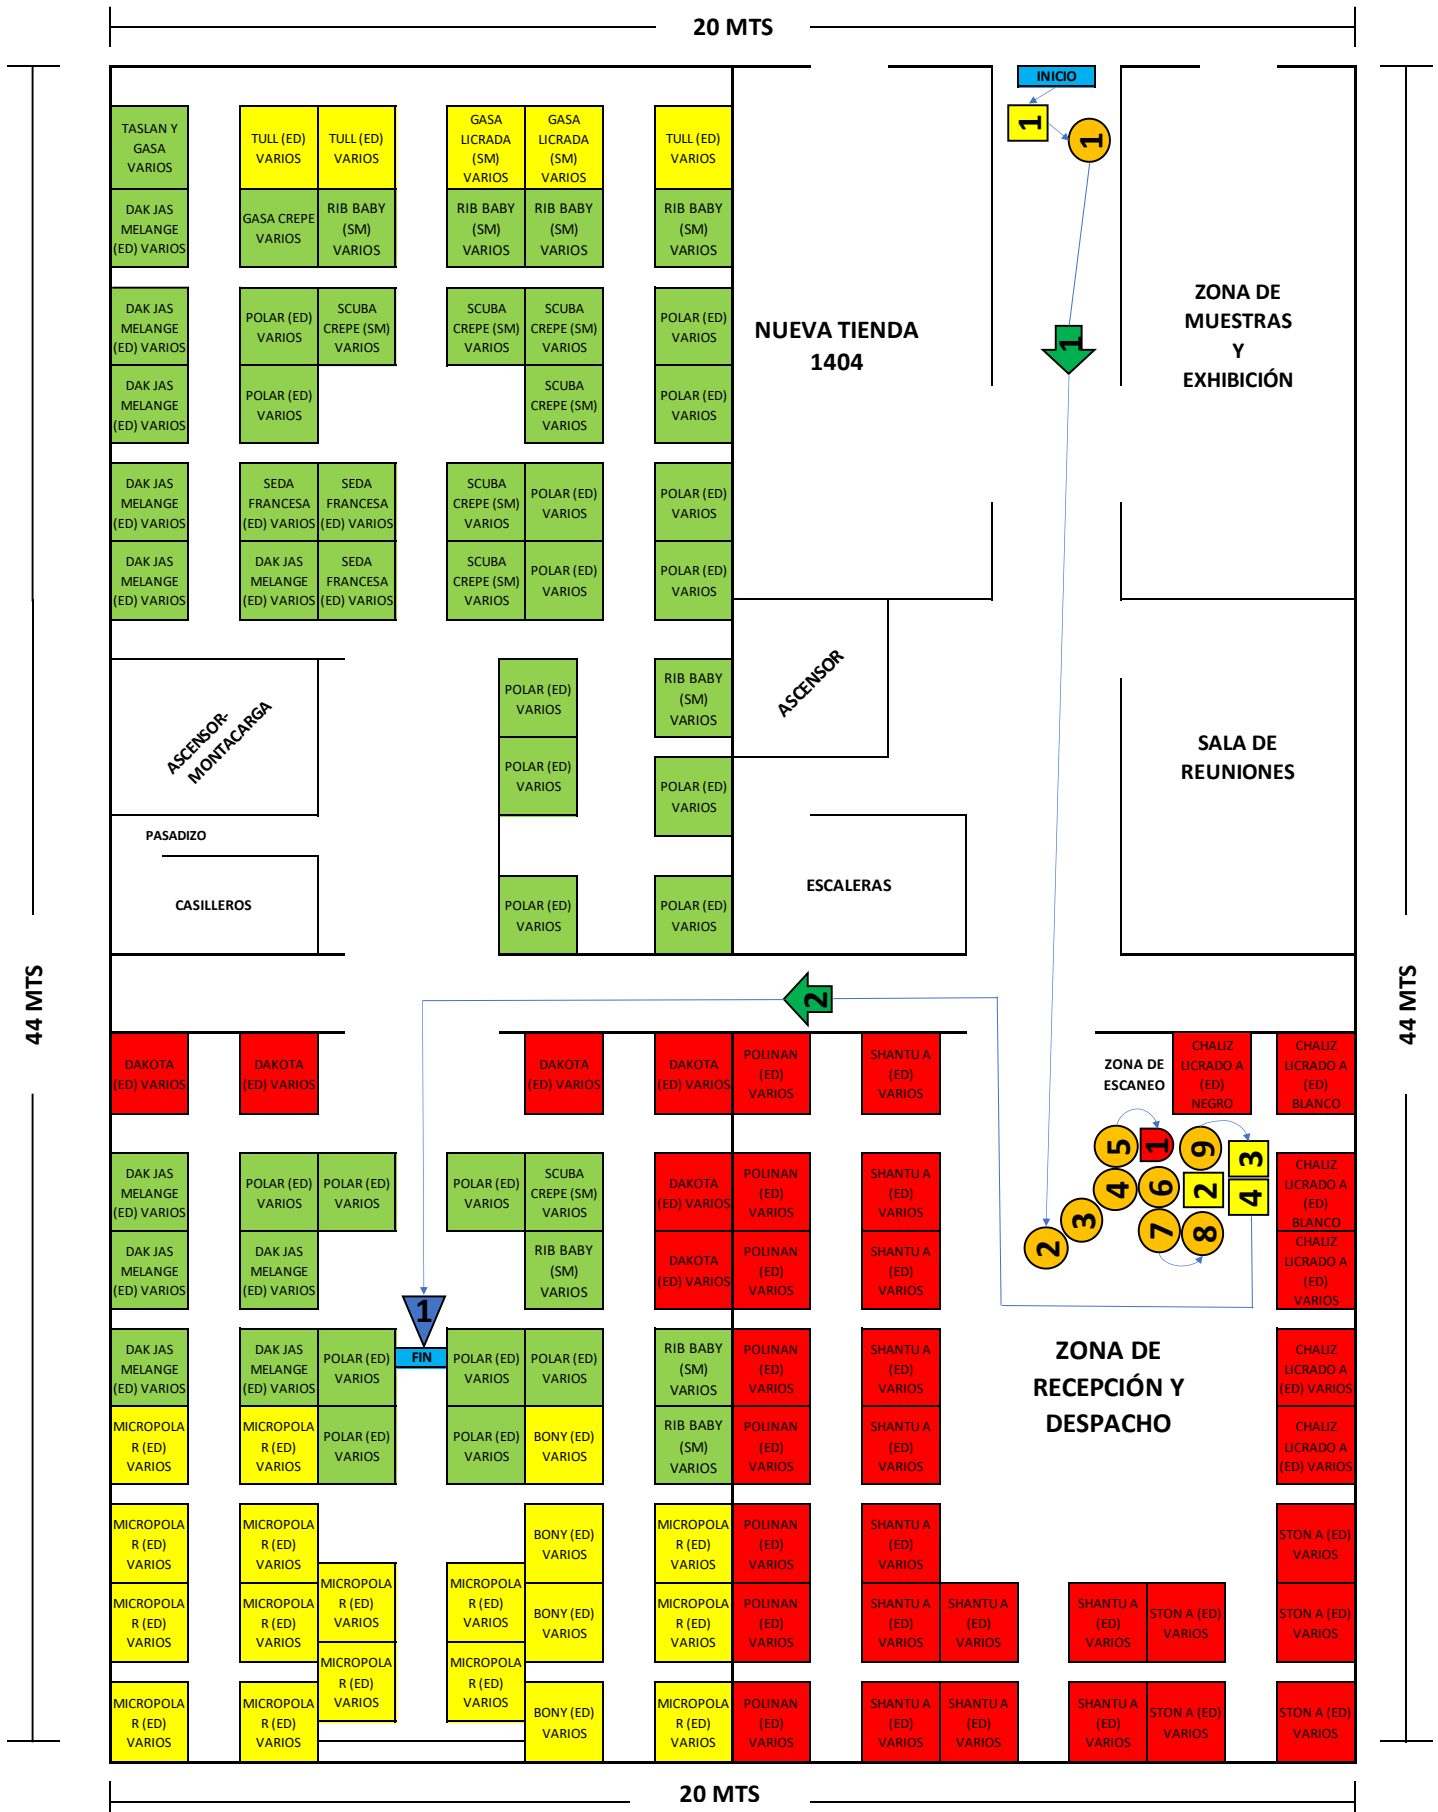 20 MTS
INICIO
1
1
TASLAN Y
GASA
VARIOS
TULL (ED)
VARIOS
TULL (ED)
VARIOS
GASA
LICRADA
(SM)
VARIOS
GASA
LICRADA
(SM)
VARIOS
TULL (ED)
VARIOS
DAK JAS
MELANGE
(ED) VARIOS
GASA CREPE
VARIOS
RIB BABY
(SM)
VARIOS
RIB BABY
(SM)
VARIOS
RIB BABY
(SM)
VARIOS
RIB BABY
(SM)
VARIOS
DAK JAS
MELANGE
(ED) VARIOS
POLAR (ED)
VARIOS
SCUBA
CREPE (SM)
VARIOS
SCUBA
CREPE (SM)
VARIOS
SCUBA
CREPE (SM)
VARIOS
POLAR (ED)
VARIOS
NUEVA TIENDA
1404
1
ZONA DE
MUESTRAS
Y
EXHIBICIÓN
DAK JAS
MELANGE
(ED) VARIOS
POLAR (ED)
VARIOS
SCUBA
CREPE (SM)
VARIOS
POLAR (ED)
VARIOS
DAK JAS
MELANGE
(ED) VARIOS
SEDA
FRANCESA
(ED) VARIOS
SEDA
FRANCESA
(ED) VARIOS
SCUBA
CREPE (SM)
VARIOS
POLAR (ED)
VARIOS
POLAR (ED)
VARIOS
DAK JAS
MELANGE
(ED) VARIOS
DAK JAS
MELANGE
(ED) VARIOS
SEDA
FRANCESA
(ED) VARIOS
SCUBA
CREPE (SM)
VARIOS
POLAR (ED)
VARIOS
POLAR (ED)
VARIOS
ASCENSOR-
MONTACARGA
POLAR (ED)
VARIOS
RIB BABY
(SM)
VARIOS
ASCENSOR
SALA DE
REUNIONES
POLAR (ED)
VARIOS
POLAR (ED)
VARIOS
PASADIZO
CASILLEROS
POLAR (ED)
VARIOS
POLAR (ED)
VARIOS
ESCALERAS
44 MTS
44 MTS
2
DAKOTA
(ED) VARIOS
DAKOTA
(ED) VARIOS
DAKOTA
(ED) VARIOS
DAKOTA
(ED) VARIOS
POLINAN
(ED)
VARIOS
SHANTU A
(ED)
VARIOS
ZONA DE
ESCANEO
CHALIZ
LICRADO A
(ED)
NEGRO
CHALIZ
LICRADO A
(ED)
BLANCO
5
1
9
3
4
6
2
4
3
7
8
2
DAK JAS
MELANGE
(ED) VARIOS
POLAR (ED)
VARIOS
POLAR (ED)
VARIOS
POLAR (ED)
VARIOS
SCUBA
CREPE (SM)
VARIOS
DAKOTA
(ED) VARIOS
POLINAN
(ED)
VARIOS
SHANTU A
(ED)
VARIOS
CHALIZ
LICRADO A
(ED)
BLANCO
DAK JAS
MELANGE
(ED) VARIOS
DAK JAS
MELANGE
(ED) VARIOS
RIB BABY
(SM)
VARIOS
DAKOTA
(ED) VARIOS
POLINAN
(ED)
VARIOS
SHANTU A
(ED)
VARIOS
CHALIZ
LICRADO A
(ED)
VARIOS
1
FIN
DAK JAS
MELANGE
(ED) VARIOS
DAK JAS
MELANGE
(ED) VARIOS
POLAR (ED)
VARIOS
POLAR (ED)
VARIOS
POLAR (ED)
VARIOS
RIB BABY
(SM)
VARIOS
POLINAN
(ED)
VARIOS
SHANTU A
(ED)
VARIOS
ZONA DE
RECEPCIÓN Y
DESPACHO
CHALIZ
LICRADO A
(ED) VARIOS
MICROPOLA
R (ED)
VARIOS
MICROPOLA
R (ED)
VARIOS
POLAR (ED)
VARIOS
POLAR (ED)
VARIOS
BONY (ED)
VARIOS
RIB BABY
(SM)
VARIOS
POLINAN
(ED)
VARIOS
SHANTU A
(ED)
VARIOS
CHALIZ
LICRADO A
(ED) VARIOS
MICROPOLA
R (ED)
VARIOS
MICROPOLA
R (ED)
VARIOS
BONY (ED)
VARIOS
MICROPOLA
R (ED)
VARIOS
POLINAN
(ED)
VARIOS
SHANTU A
(ED)
VARIOS
STON A (ED)
VARIOS
MICROPOLA
R (ED)
VARIOS
MICROPOLA
R (ED)
VARIOS
MICROPOLA
R (ED)
VARIOS
MICROPOLA
R (ED)
VARIOS
BONY (ED)
VARIOS
MICROPOLA
R (ED)
VARIOS
POLINAN
(ED)
VARIOS
SHANTU A
(ED)
VARIOS
SHANTU A
(ED)
VARIOS
SHANTU A
(ED)
VARIOS
STON A (ED)
VARIOS
STON A (ED)
VARIOS
MICROPOLA
R (ED)
VARIOS
MICROPOLA
R (ED)
VARIOS
MICROPOLA
R (ED)
VARIOS
MICROPOLA
R (ED)
VARIOS
BONY (ED)
VARIOS
MICROPOLA
R (ED)
VARIOS
POLINAN
(ED)
VARIOS
SHANTU A
(ED)
VARIOS
SHANTU A
(ED)
VARIOS
SHANTU A
(ED)
VARIOS
STON A (ED)
VARIOS
STON A (ED)
VARIOS
20 MTS